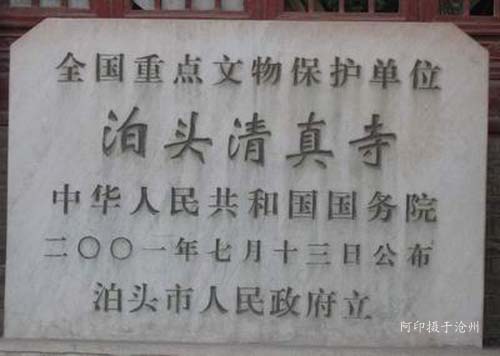 全国重点文物保护单位
泊头清真寺
中华人民共和国国务院
二〇〇一年七月十三日公布
泊头市人民政府立
阿印摄于沧州